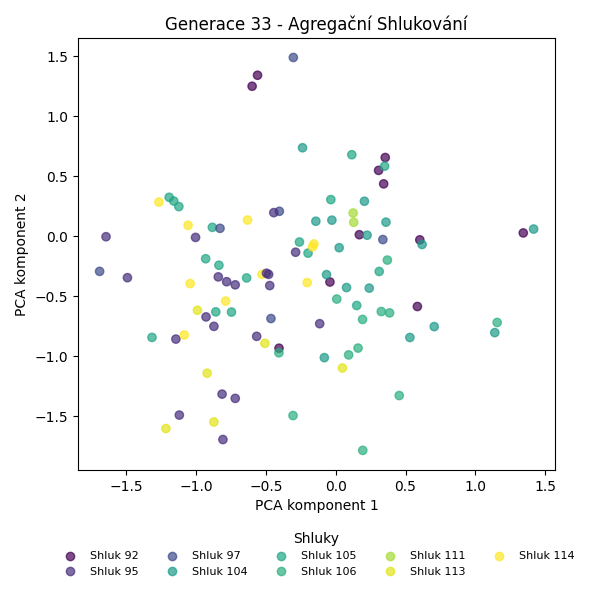 Generace 33 - Agregační Shlukování
1.5
1.0
0.5
0.0
−0.5
−1.0
−1.5
PCA komponent 2
−1.5 −1.0 −0.5 0.0 0.5 1.0 1.5
PCA komponent 1
Shluky
Shluk 92 Shluk 97 Shluk 105 Shluk 111 Shluk 114
Shluk 95 Shluk 104 Shluk 106 Shluk 113